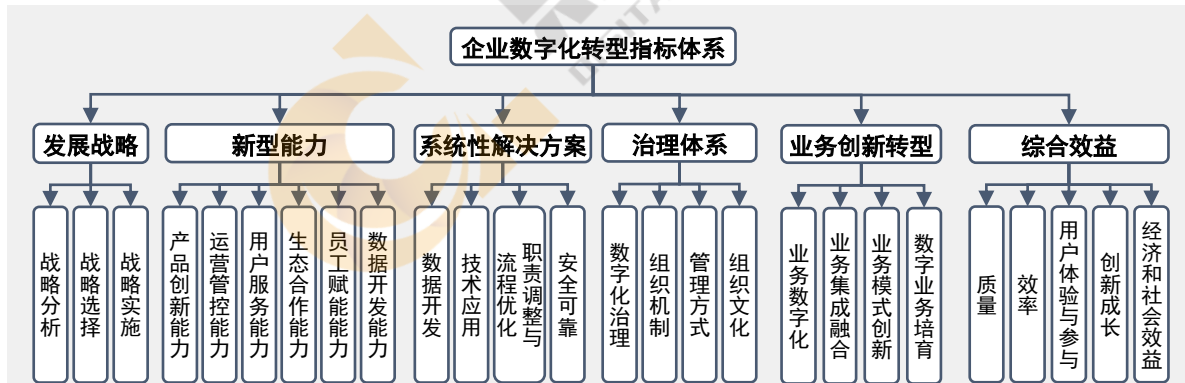 企业数字化转型指标体系
发展战略
新型能力
系统性解决方案
治理体系
业务创新转型
综合效益
战略分析
战略选择
战略实施
产品创新能力
运营管控能力
用户服务能力
生态合作能力
员工赋能能力
数据开发能力
数据开发
技术应用
职责调整与
流程优化
安全可靠
数字化治理
组织机制
管理方式
组织文化
业务数字化
业务集成融合
业务模式创新
数字业务培育
质量
效率
用户体验与参与
创新成长
经济和社会效益